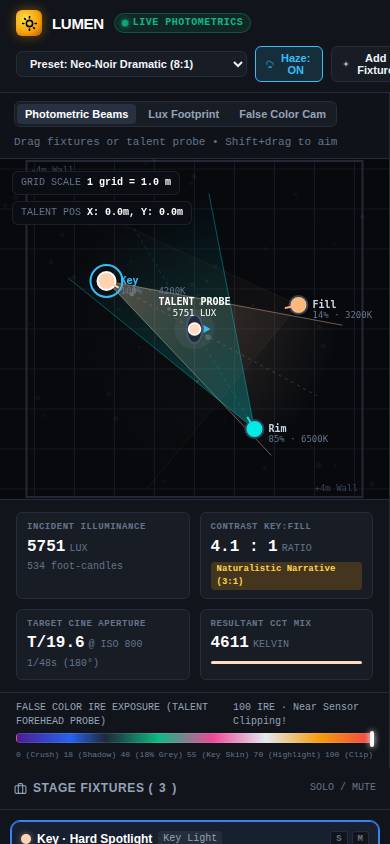 LUMEN
LIVE PHOTOMETRICS
Preset: Neo-Noir Dramatic (8:1)
Haze: ON
Add Fixture
Photometric Beams
Lux Footprint
False Color Cam
Drag fixtures or talent probe • Shift+drag to aim
-4m Wall
GRID SCALE 1 grid = 1.0 m
TALENT POS X: 0.0m, Y: 0.0m
Key
4200K
TALENT PROBE
5751 LUX
Fill
14% · 3200K
Rim
85% · 6500K
+4m Wall
INCIDENT ILLUMINANCE
5751 LUX
534 foot-candles
CONTRAST KEY:FILL
4.1 : 1 RATIO
Naturalistic Narrative (3:1)
TARGET CINE APERTURE
T/19.6 @ ISO 800
1/48s (180°)
RESULTANT CCT MIX
4611 KELVIN
FALSE COLOR IRE EXPOSURE (TALENT FOREHEAD PROBE)
100 IRE · Near Sensor Clipping!
0 (Crush) 18 (Shadow) 40 (18% Grey) 55 (Key Skin) 70 (Highlight) 100 (Clip)
STAGE FIXTURES ( 3 )
SOLO / MUTE
Key · Hard Spotlight
Key Light
S
M